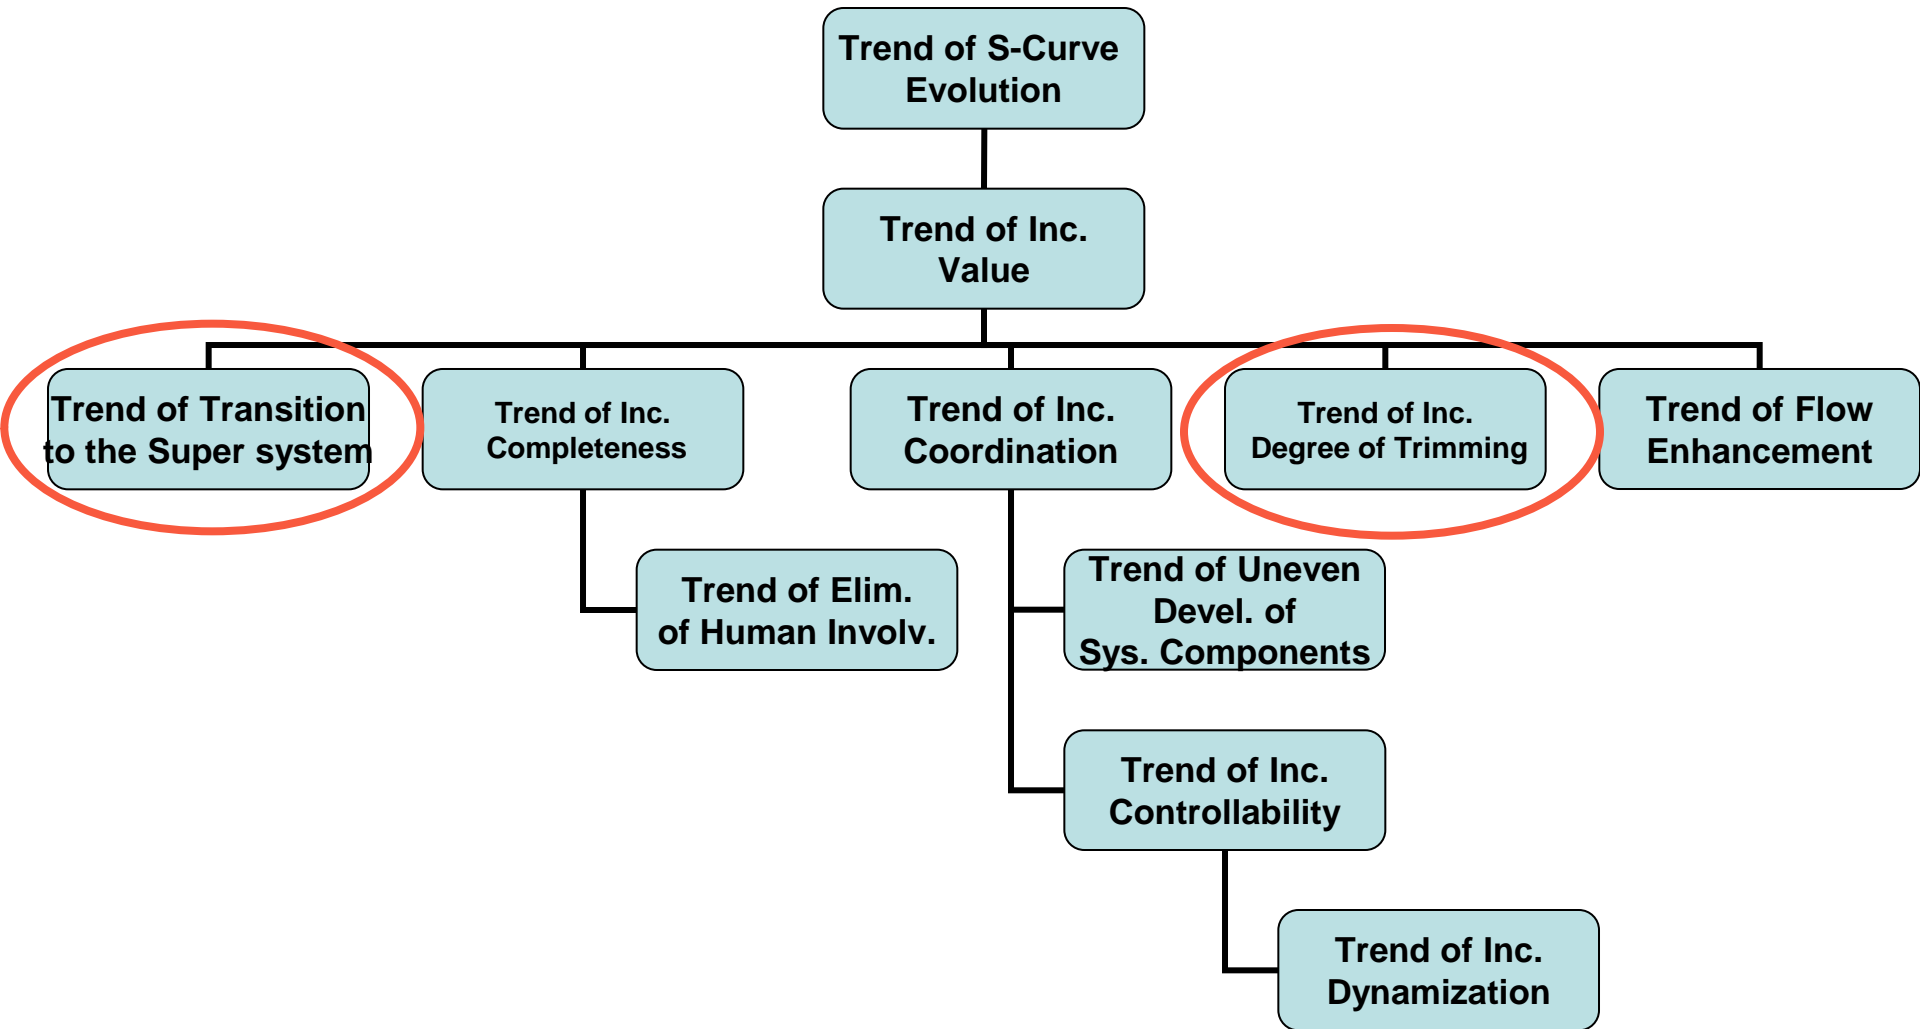 Trend of S-Curve
Evolution
Trend of Inc.
Value
Trend of Transition
to the Super system
Trend of Inc.
Completeness
Trend of Inc.
Coordination
Trend of Inc.
Degree of Trimming
Trend of Flow
Enhancement
Trend of Elim.
of Human Involv.
Trend of Uneven
Devel. of
Sys. Components
Trend of Inc.
Controllability
Trend of Inc.
Dynamization